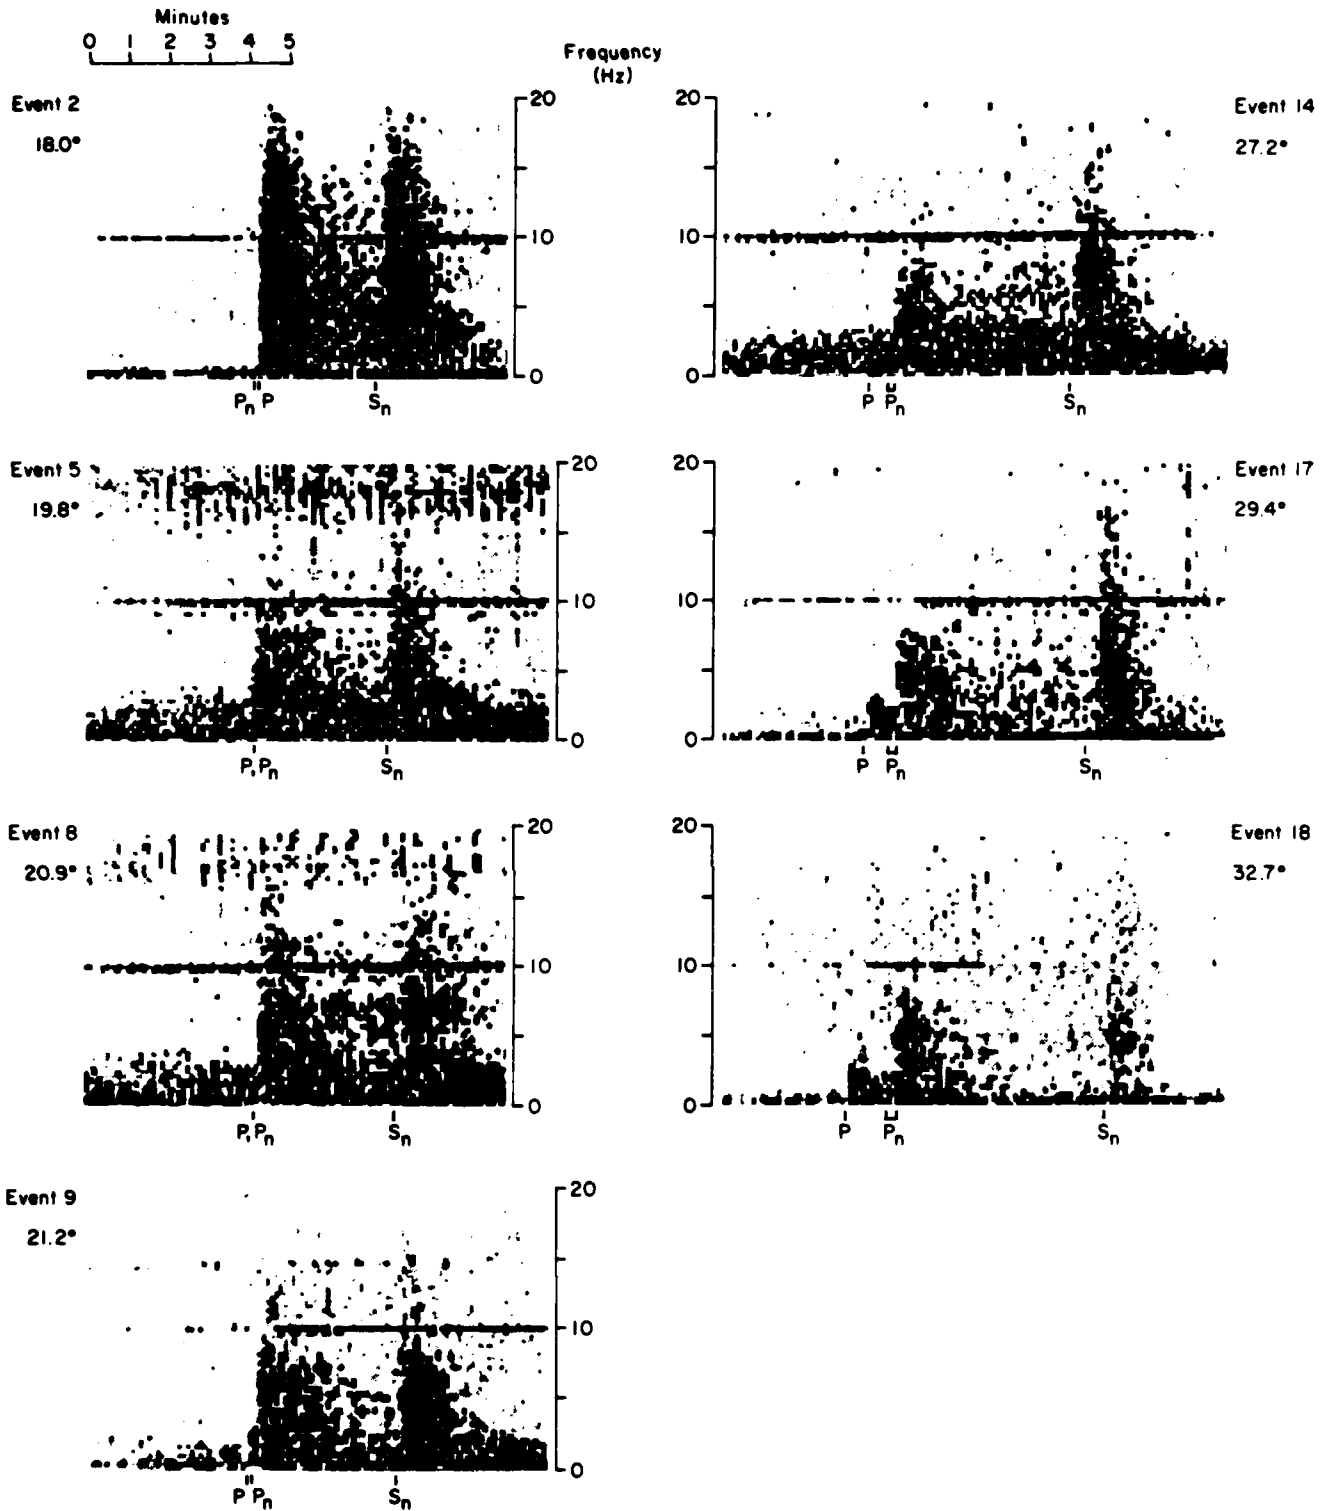 Minutes
0 1 2 3 4 5
Frequency
(Hz)
Event 2
18.0°
20
10
0
Pn P Sn
Event 14
27.2°
20
10
0
P Pn Sn
Event 5
19.8°
20
10
0
P, Pn Sn
Event 17
29.4°
20
10
0
P Pn Sn
Event 8
20.9°
20
10
0
P, Pn Sn
Event 18
32.7°
20
10
0
P Pn Sn
Event 9
21.2°
20
10
0
P Pn Sn